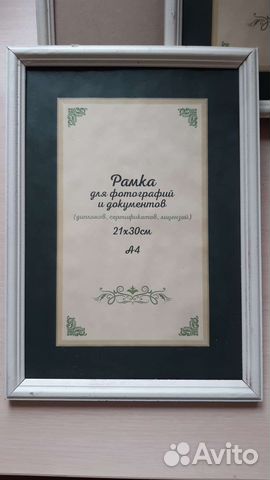 Рамка
для фотографий
и документов
(дипломов, сертификатов, лицензий)
21х30см
А4
Avito